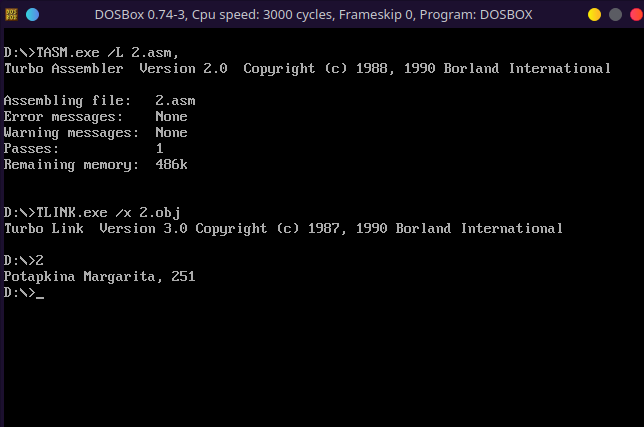 DOSBox 0.74-3, Cpu speed: 3000 cycles, Frameskip 0, Program: DOSBOX
D:\>TASM.exe /L 2.asm,
Turbo Assembler  Version 2.0  Copyright (c) 1988, 1990 Borland International
Assembling file:   2.asm
Error messages:    None
Warning messages:  None
Passes:            1
Remaining memory:  486k
D:\>TLINK.exe /x 2.obj
Turbo Link  Version 3.0 Copyright (c) 1987, 1990 Borland International
D:\>2
Potapkina Margarita, 251
D:\>_